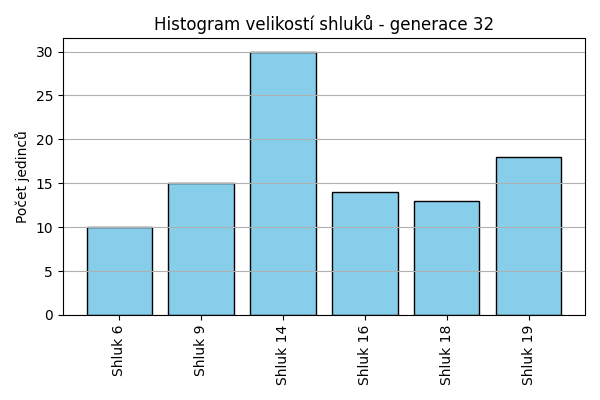 Histogram velikostí shluků - generace 32
Počet jedinců
30
25
20
15
10
5
0
Shluk 6
Shluk 9
Shluk 14
Shluk 16
Shluk 18
Shluk 19